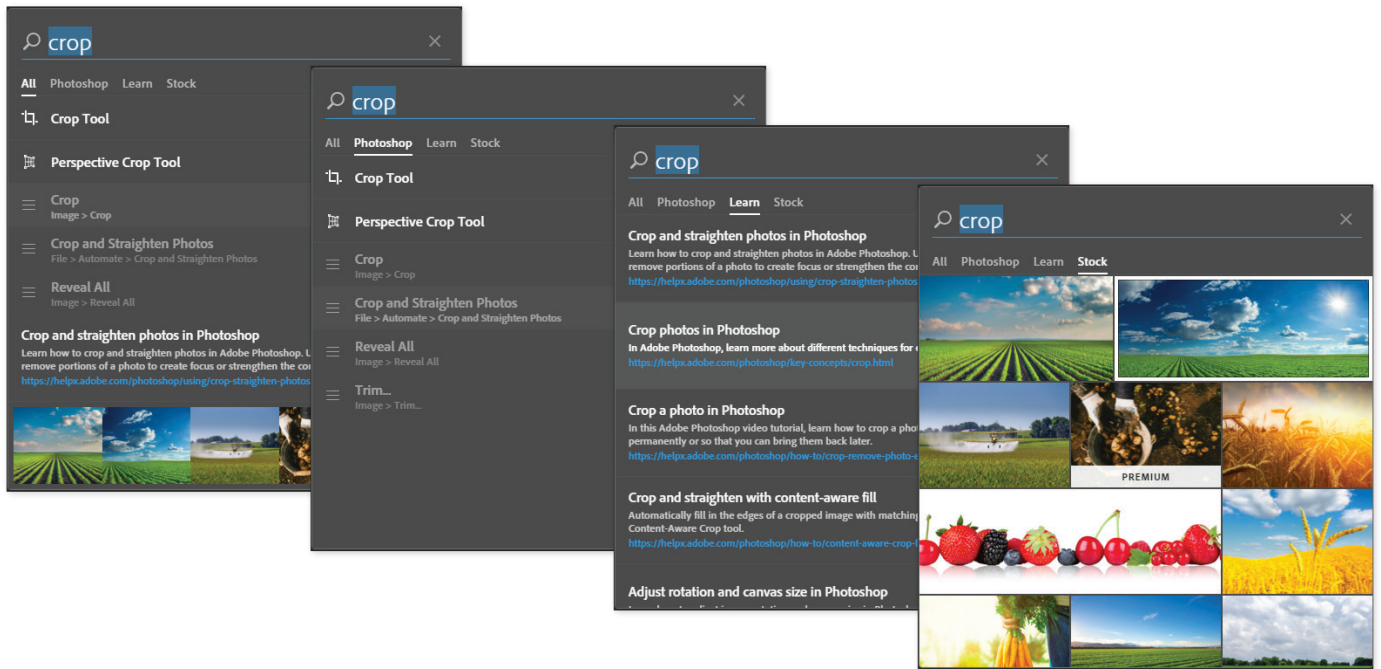 crop
All Photoshop Learn Stock
Crop Tool
Perspective Crop Tool
Crop
Image > Crop
Crop and Straighten Photos
File > Automate > Crop and Straighten Photos
Reveal All
Image > Reveal All
Crop and straighten photos in Photoshop
Learn how to crop and straighten photos in Adobe Photoshop.
remove portions of a photo to create focus or strengthen the
https://helpx.adobe.com/photoshop/using/crop-straighten-photos
crop
All Photoshop Learn Stock
Crop Tool
Perspective Crop Tool
Crop
Image > Crop
Crop and Straighten Photos
File > Automate > Crop and Straighten Photos
Reveal All
Image > Reveal All
Trim...
Image > Trim...
crop
All Photoshop Learn Stock
Crop and straighten photos in Photoshop
Learn how to crop and straighten photos in Adobe Photoshop.
remove portions of a photo to create focus or strengthen the
https://helpx.adobe.com/photoshop/using/crop-straighten-photos
Crop photos in Photoshop
In Adobe Photoshop, learn more about different techniques for
https://helpx.adobe.com/photoshop/key-concepts/crop.html
Crop a photo in Photoshop
In this Adobe Photoshop video tutorial, learn how to crop a
permanently or so that you can bring them back later.
https://helpx.adobe.com/photoshop/how-to/crop-remove-photo-
Crop and straighten with content-aware fill
Automatically fill in the edges of a cropped image with matching
Content-Aware Crop tool.
https://helpx.adobe.com/photoshop/how-to/content-aware-crop-
Adjust rotation and canvas size in Photoshop
crop
All Photoshop Learn Stock
PREMIUM